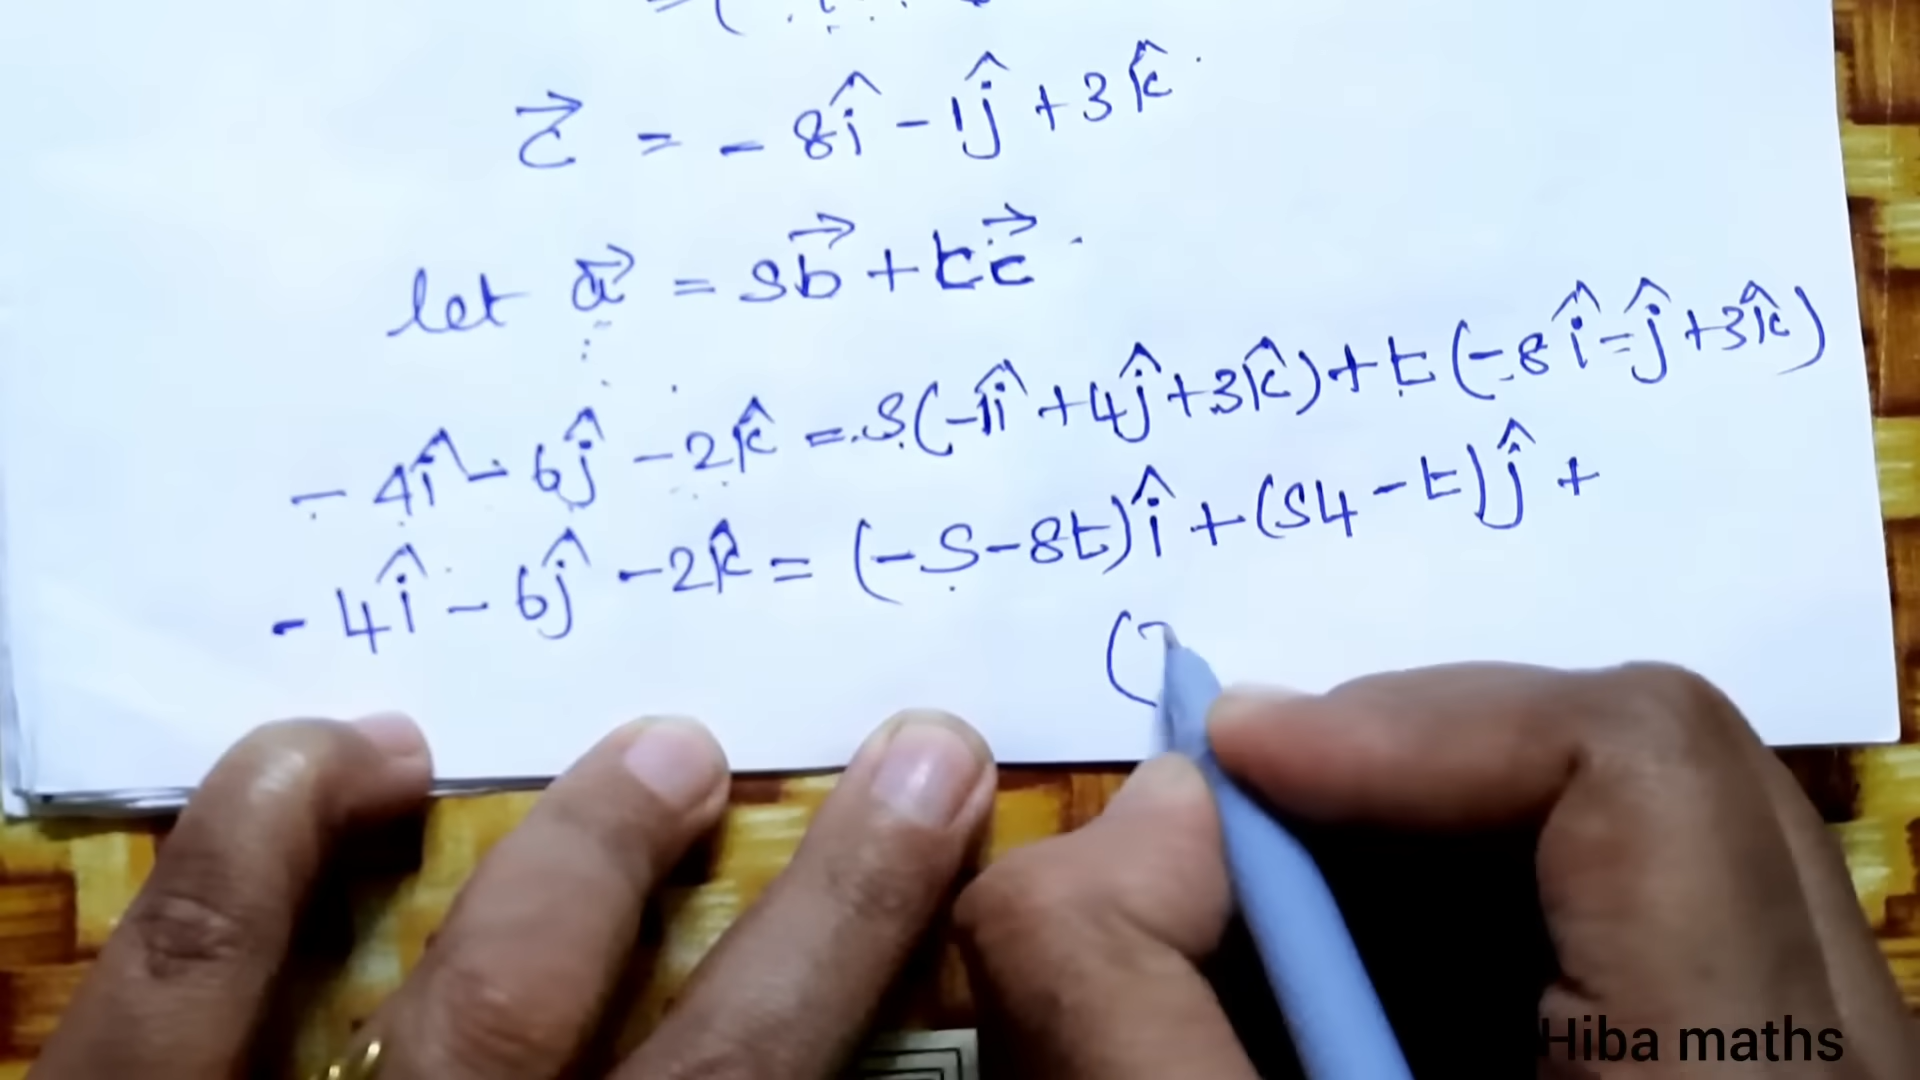 c⃗ = - 8î - 1ĵ + 3k̂
let a⃗ = sb⃗ + tc⃗
- 4î - 6ĵ - 2k̂ = s(-1î + 4ĵ + 3k̂) + t(-8î - ĵ + 3k̂)
- 4î - 6ĵ - 2k̂ = (-s - 8t)î + (s4 - t)ĵ +
(
Hiba maths